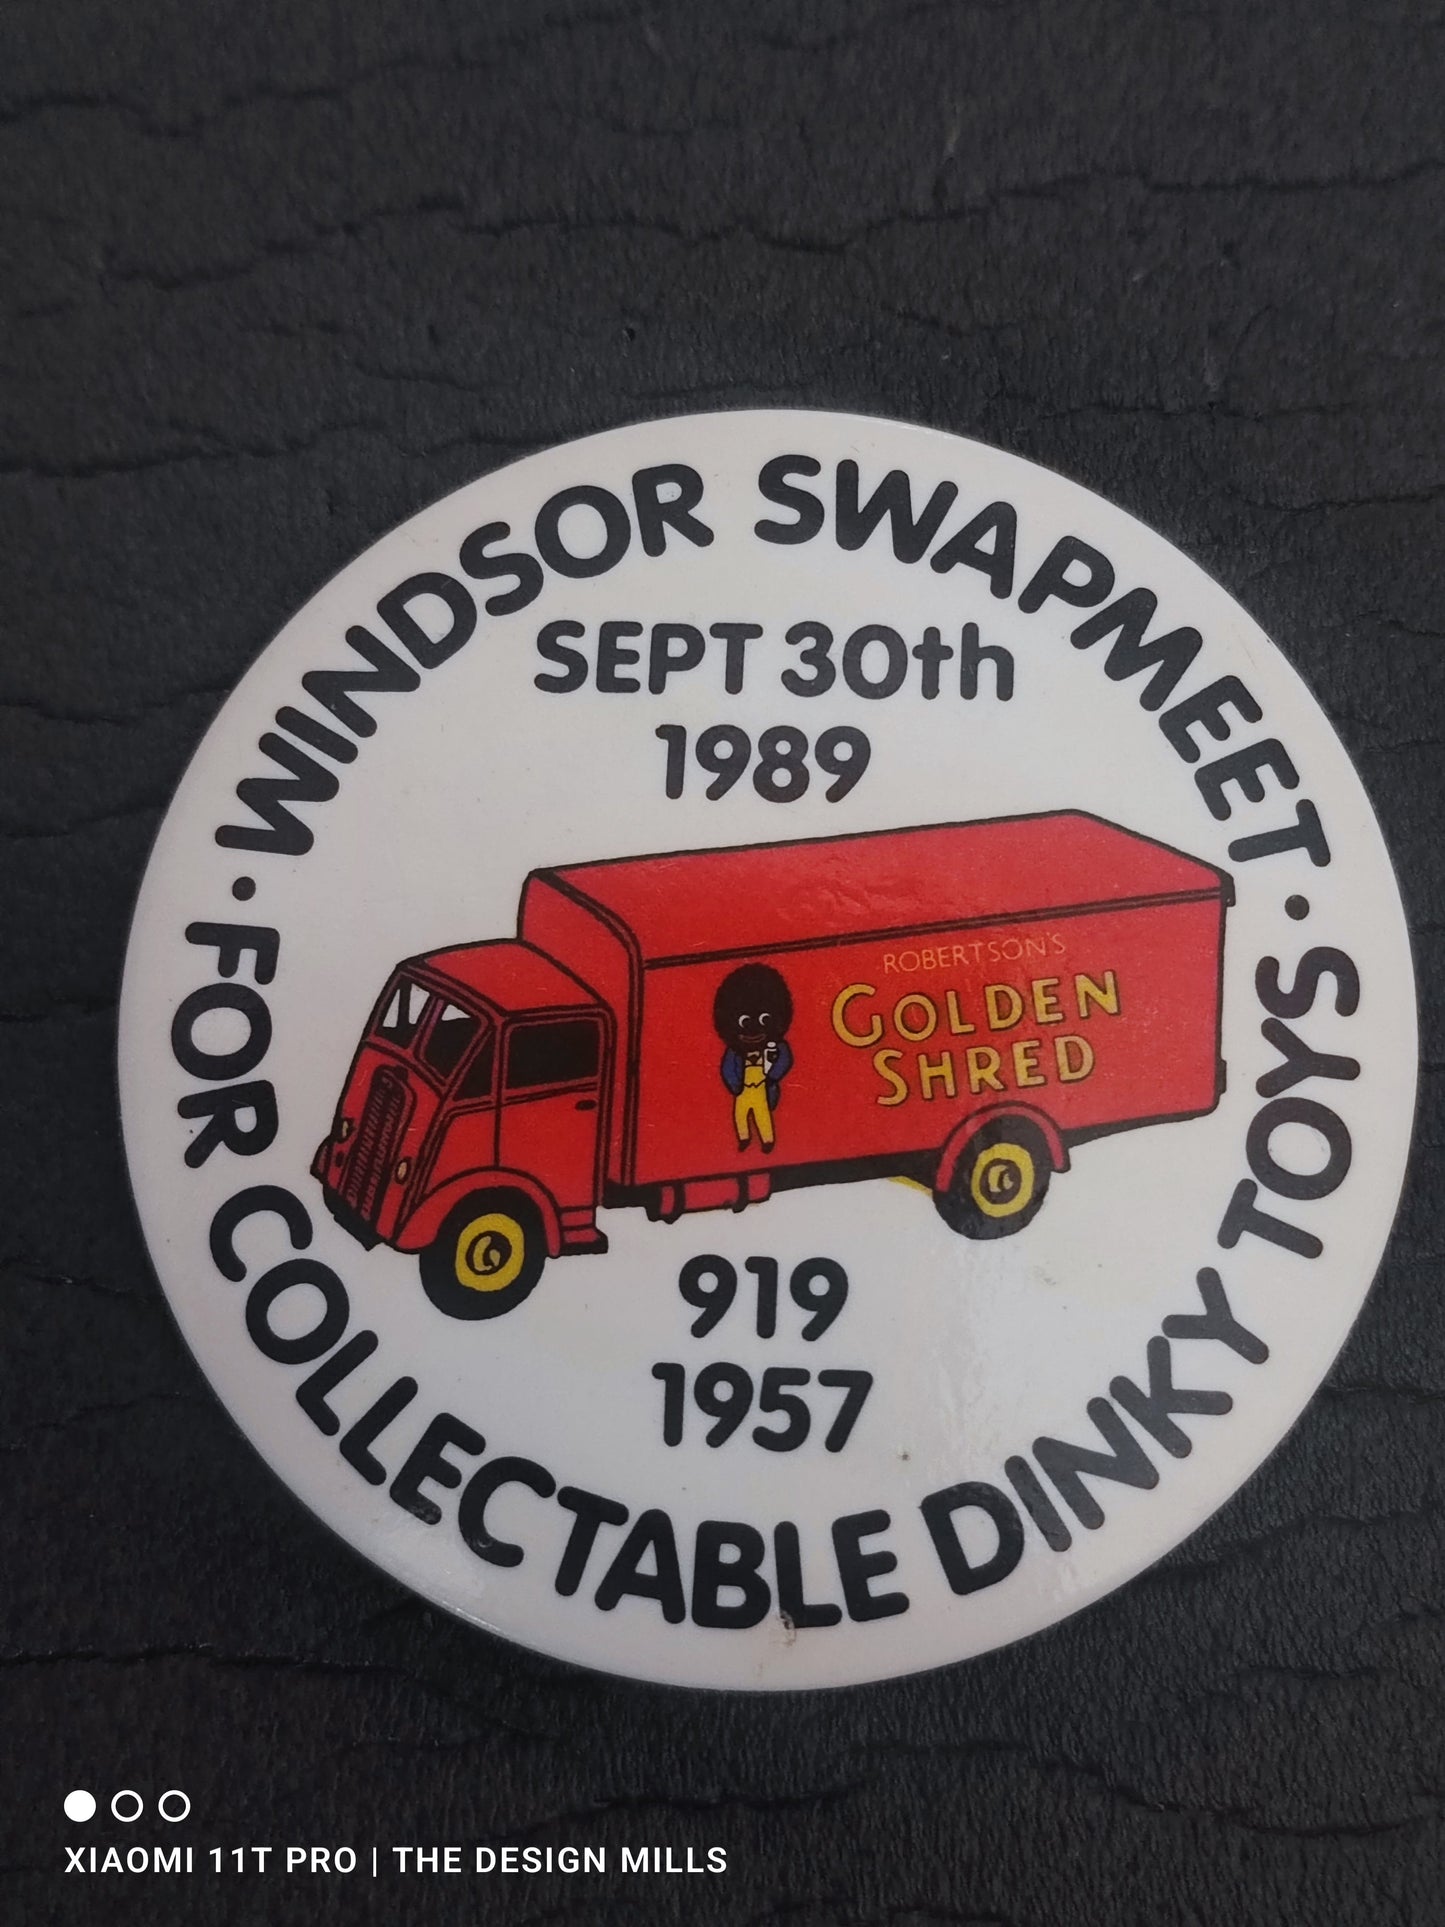 WINDSOR SWAPMEET
SEPT 30th
1989
ROBERTSON'S
GOLDEN
SHRED
919
1957
· FOR COLLECTABLE DINKY TOYS ·
XIAOMI 11T PRO | THE DESIGN MILLS